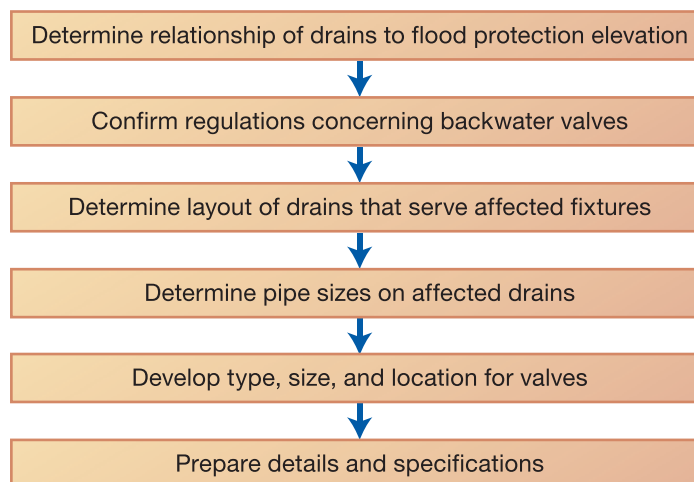 Determine relationship of drains to flood protection elevation
Confirm regulations concerning backwater valves
Determine layout of drains that serve affected fixtures
Determine pipe sizes on affected drains
Develop type, size, and location for valves
Prepare details and specifications